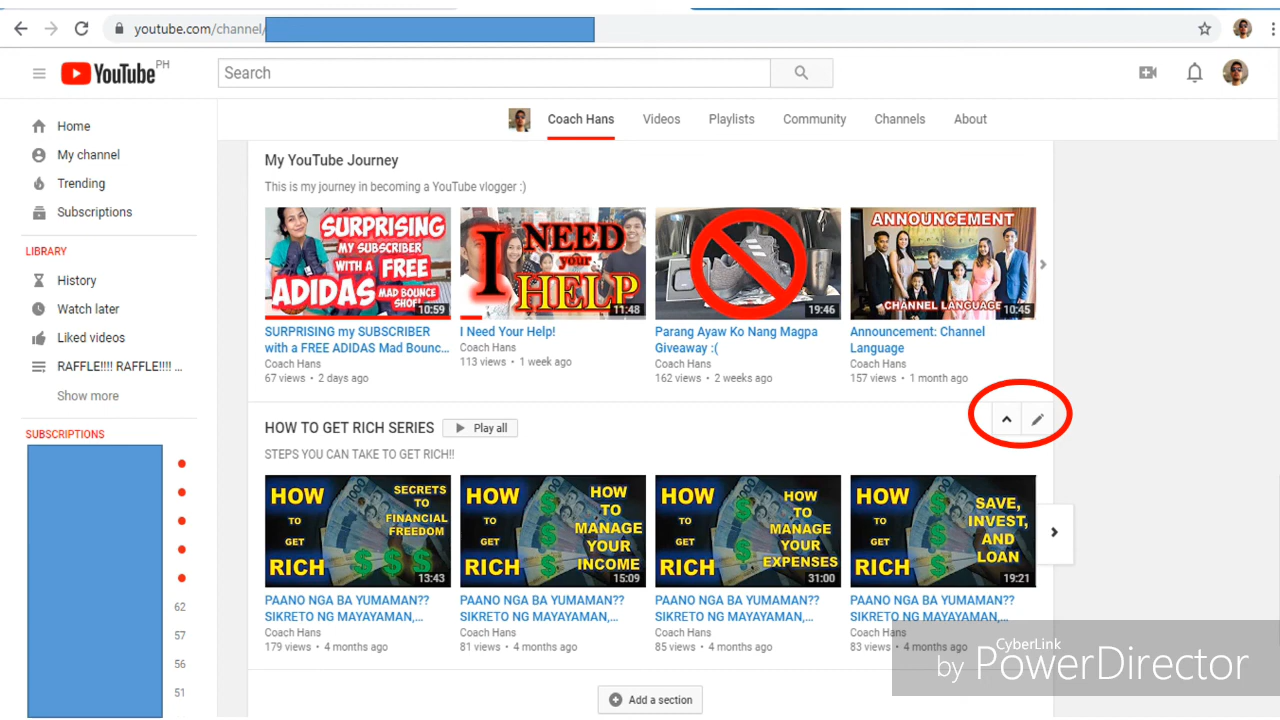 youtube.com/channel/
YouTube PH
Search
Coach Hans Videos Playlists Community Channels About
Home
My channel
Trending
Subscriptions
LIBRARY
History
Watch later
Liked videos
RAFFLE!!!! RAFFLE!!!! ...
Show more
SUBSCRIPTIONS
62
57
56
51
My YouTube Journey
This is my journey in becoming a YouTube vlogger :)
SURPRISING
MY SUBSCRIBER
WITH A FREE
ADIDAS MAD BOUNCE
SHOE!
10:59
SURPRISING my SUBSCRIBER
with a FREE ADIDAS Mad Bounc...
Coach Hans
67 views • 2 days ago
I NEED
your
HELP
11:48
I Need Your Help!
Coach Hans
113 views • 1 week ago
19:46
Parang Ayaw Ko Nang Magpa
Giveaway :(
Coach Hans
162 views • 2 weeks ago
ANNOUNCEMENT
CHANNEL LANGUAGE
10:45
Announcement: Channel
Language
Coach Hans
157 views • 1 month ago
HOW TO GET RICH SERIES Play all
STEPS YOU CAN TAKE TO GET RICH!!
HOW
TO
GET
RICH
SECRETS
TO
FINANCIAL
FREEDOM
13:43
PAANO NGA BA YUMAMAN??
SIKRETO NG MAYAYAMAN,...
Coach Hans
179 views • 4 months ago
HOW
TO
GET
RICH
HOW
TO
MANAGE
YOUR
INCOME
15:09
PAANO NGA BA YUMAMAN??
SIKRETO NG MAYAYAMAN,...
Coach Hans
81 views • 4 months ago
HOW
TO
GET
RICH
HOW
TO
MANAGE
YOUR
EXPENSES
31:00
PAANO NGA BA YUMAMAN??
SIKRETO NG MAYAYAMAN,...
Coach Hans
85 views • 4 months ago
HOW
TO
GET
RICH
SAVE,
INVEST,
AND
LOAN
19:21
PAANO NGA BA YUMAMAN??
SIKRETO NG MAYAYAMAN,...
Coach Hans
83 views • 4 months ago
Add a section
CyberLink
by PowerDirector